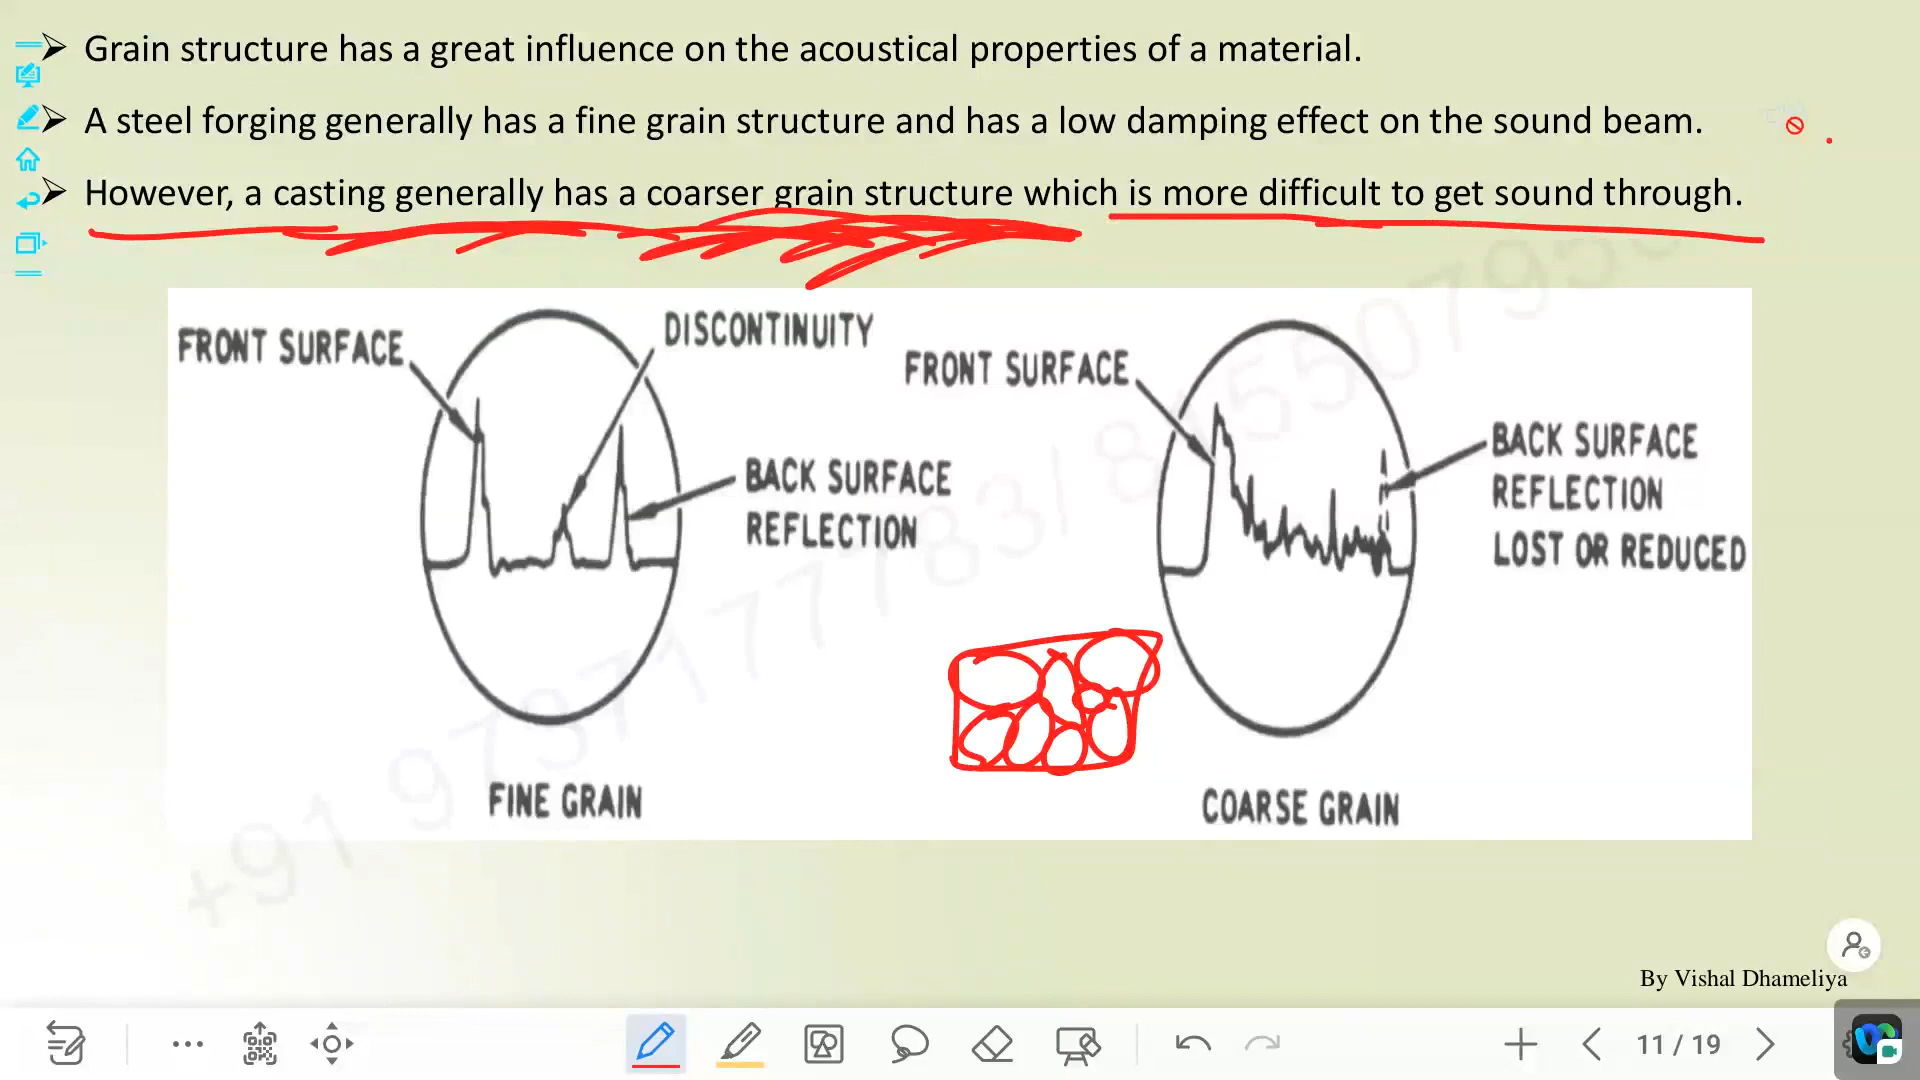 Grain structure has a great influence on the acoustical properties of a material.
A steel forging generally has a fine grain structure and has a low damping effect on the sound beam.
However, a casting generally has a coarser grain structure which is more difficult to get sound through.
FRONT SURFACE
DISCONTINUITY
BACK SURFACE
REFLECTION
FINE GRAIN
FRONT SURFACE
BACK SURFACE
REFLECTION
LOST OR REDUCED
COARSE GRAIN
By Vishal Dhameliya
11 / 19